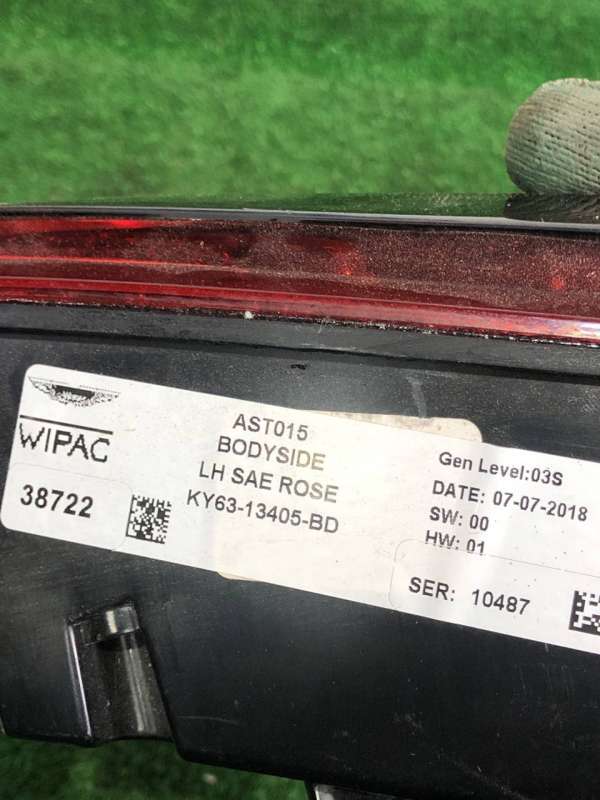 WIPAC
38722
AST015
BODYSIDE
LH SAE ROSE
KY63-13405-BD
Gen Level:03S
DATE: 07-07-2018
SW: 00
HW: 01
SER: 10487